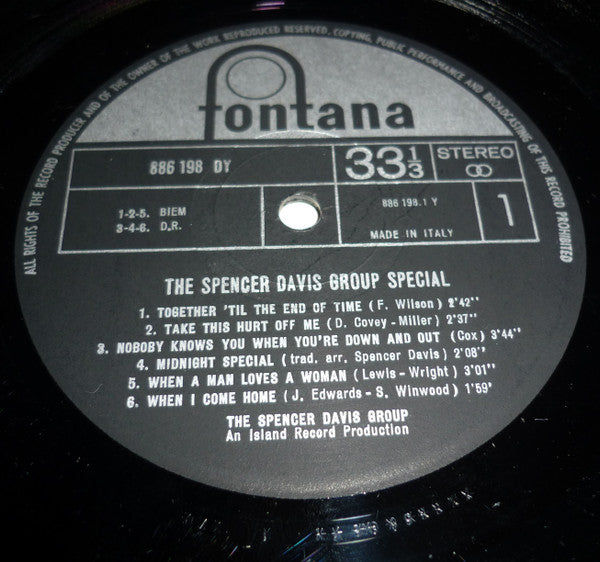 ALL RIGHTS OF THE RECORD PRODUCER AND OF THE OWNER OF THE WORK REPRODUCED RESERVED, COPYING, PUBLIC PERFORMANCE AND BROADCASTING OF THIS RECORD PROHIBITED
fontana
886 198 DY
33 1/3
STEREO
1-2-5. BIEM
3-4-6. D.R.
886 198.1 Y
MADE IN ITALY
1
THE SPENCER DAVIS GROUP SPECIAL
1. TOGETHER 'TIL THE END OF TIME (F. Wilson) 2'42''
2. TAKE THIS HURT OFF ME (D. Covey-Miller) 2'37''
3. NOBOBY KNOWS YOU WHEN YOU'RE DOWN AND OUT (Cox) 3'44''
4. MIDNIGHT SPECIAL (trad. arr. Spencer Davis) 2'08''
5. WHEN A MAN LOVES A WOMAN (Lewis-Wright) 3'01''
6. WHEN I COME HOME (J. Edwards-S. Winwood) 1'59'
THE SPENCER DAVIS GROUP
An Island Record Production